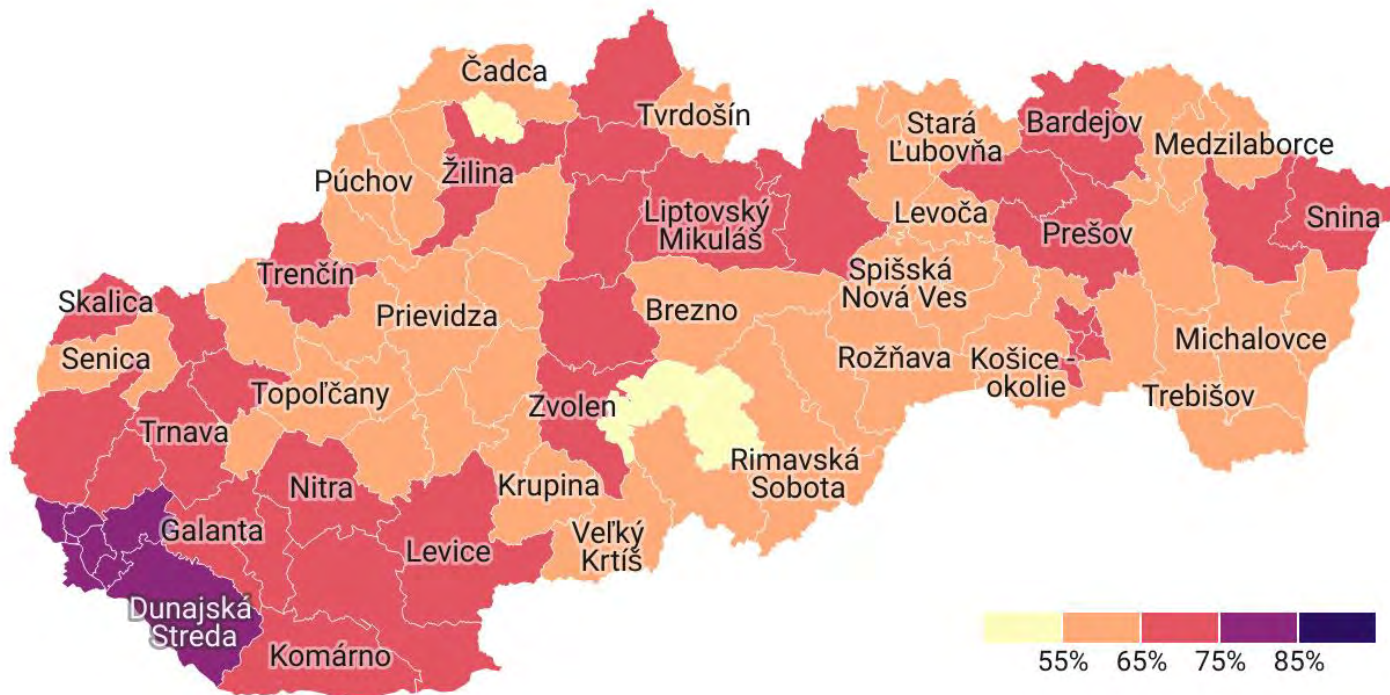 Čadca
Tvrdošín
Stará
Ľubovňa
Bardejov
Medzilaborce
Púchov
Žilina
Liptovský
Mikuláš
Levoča
Prešov
Snina
Trenčín
Spišská
Nová Ves
Skalica
Prievidza
Brezno
Senica
Rožňava
Košice -
okolie
Michalovce
Topoľčany
Trebišov
Zvolen
Trnava
Rimavská
Sobota
Nitra
Krupina
Galanta
Levice
Veľký
Krtíš
Dunajská
Streda
Komárno
55% 65% 75% 85%